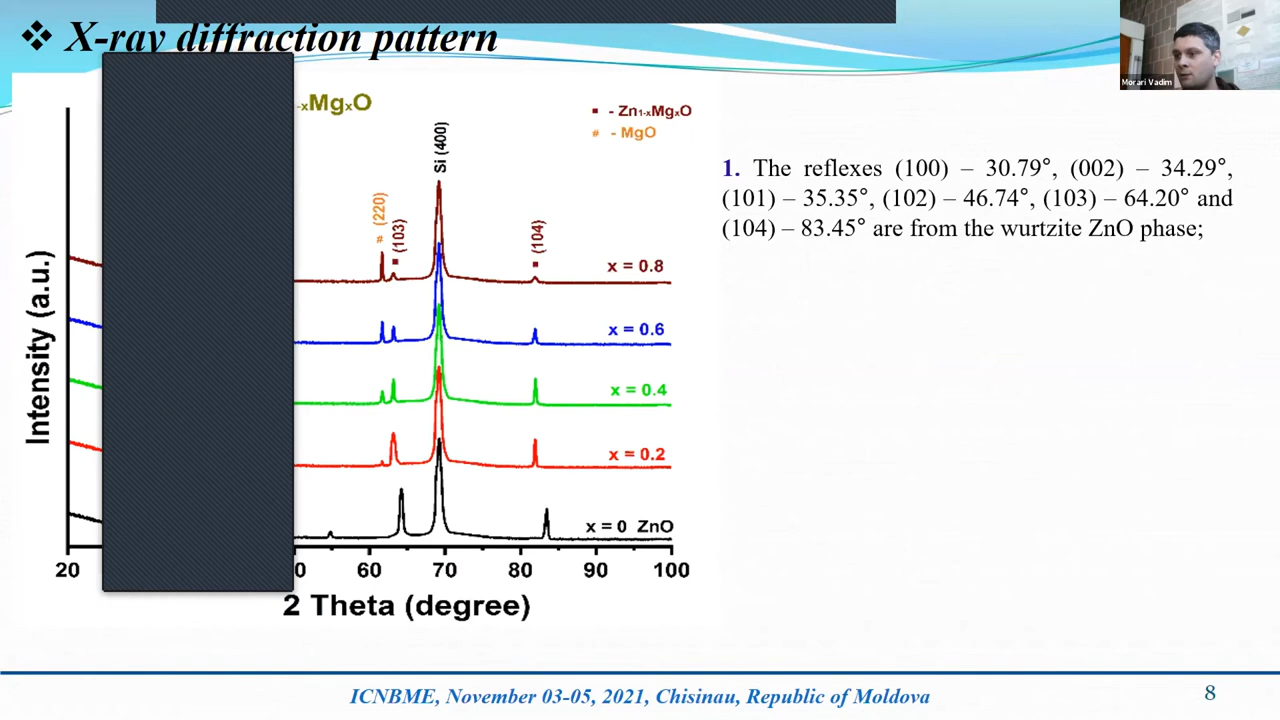 ❖ X-ray diffraction pattern
Morari Vadim
-xMgxO
▪ - Zn1-xMgxO
# - MgO
Si (400)
# (220)
▪ (103)
▪ (104)
x = 0.8
x = 0.6
x = 0.4
x = 0.2
x = 0 ZnO
Intensity (a.u.)
20 0 60 70 80 90 100
2 Theta (degree)
1. The reflexes (100) – 30.79°, (002) – 34.29°,
(101) – 35.35°, (102) – 46.74°, (103) – 64.20° and
(104) – 83.45° are from the wurtzite ZnO phase;
ICNBME, November 03-05, 2021, Chisinau, Republic of Moldova
8